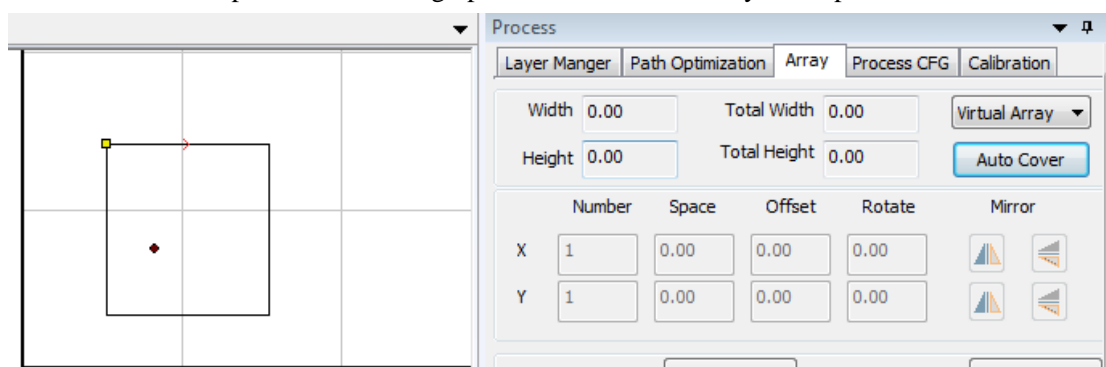 Process
Layer Manger Path Optimization Array Process CFG Calibration
Width 0.00 Total Width 0.00 Virtual Array
Height 0.00 Total Height 0.00 Auto Cover
Number Space Offset Rotate Mirror
X 1 0.00 0.00 0.00
Y 1 0.00 0.00 0.00